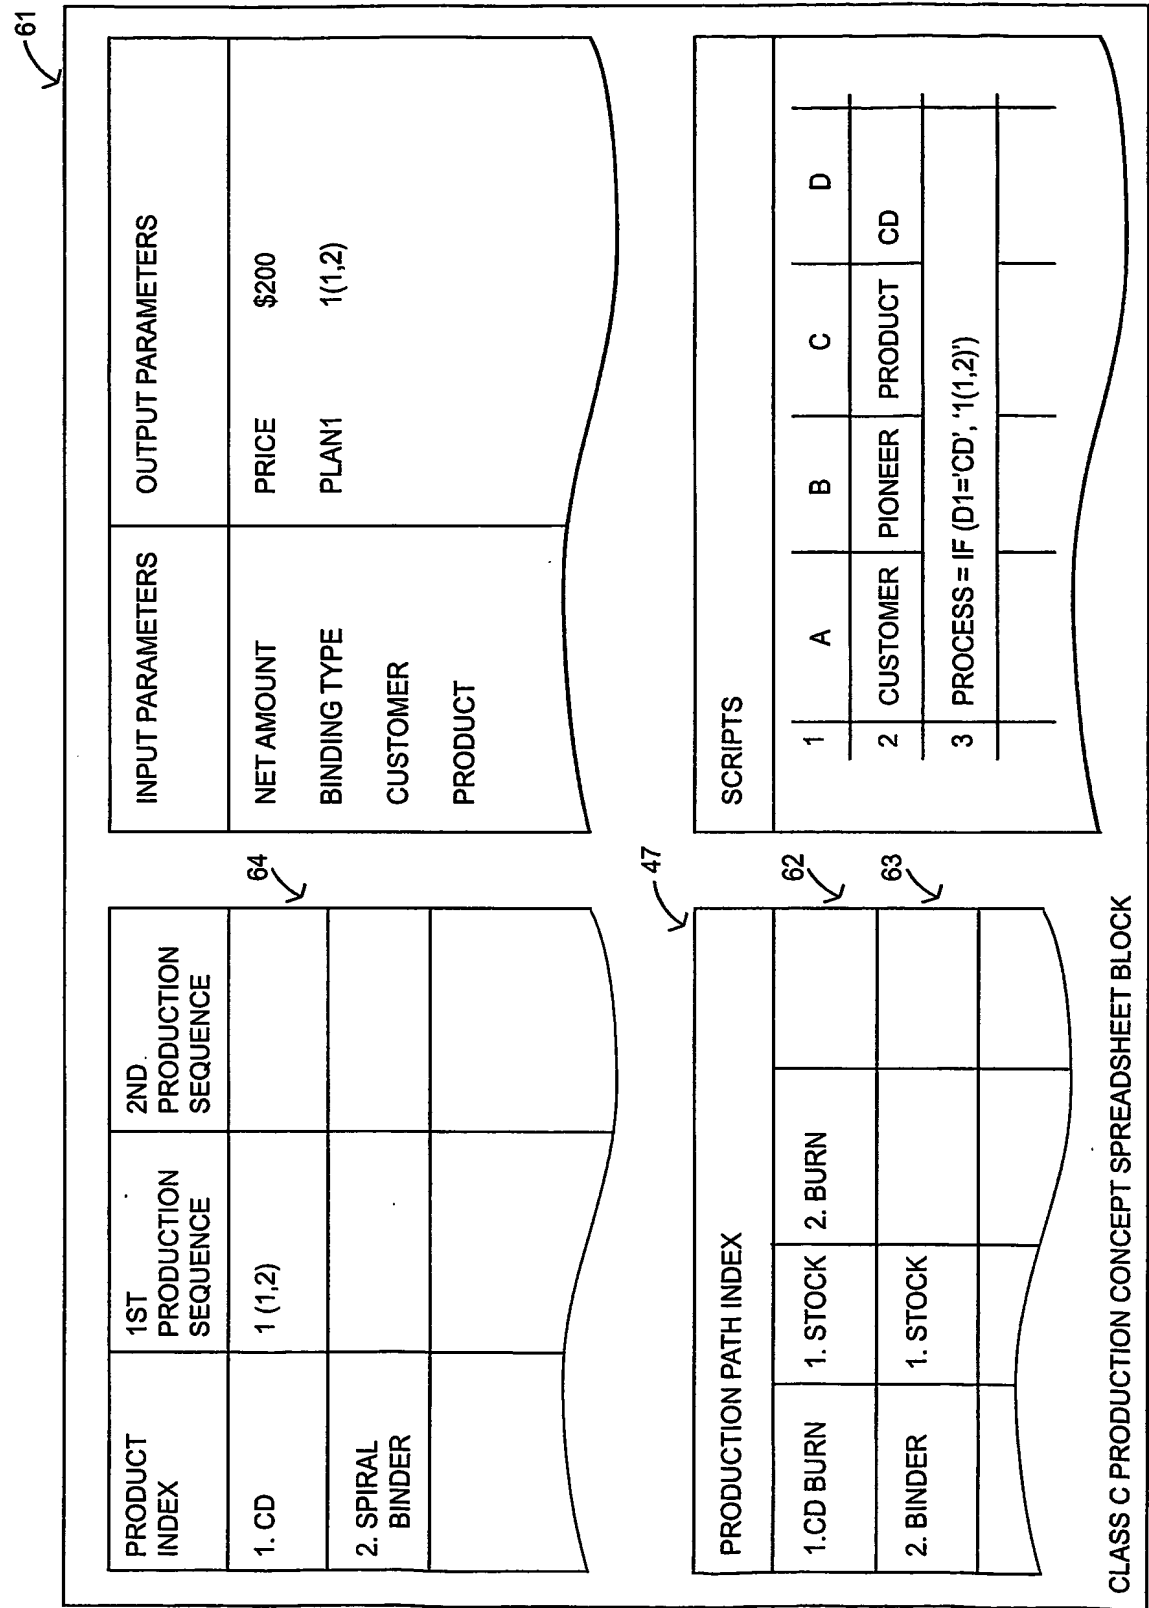 61
PRODUCT INDEX
1ST PRODUCTION SEQUENCE
2ND. PRODUCTION SEQUENCE
1. CD
1 (1,2)
64
2. SPIRAL BINDER
INPUT PARAMETERS
OUTPUT PARAMETERS
NET AMOUNT
PRICE
$200
BINDING TYPE
PLAN1
1(1,2)
CUSTOMER
PRODUCT
47
PRODUCTION PATH INDEX
1.CD BURN
1. STOCK
2. BURN
62
2. BINDER
1. STOCK
63
SCRIPTS
1 A B C D
2 CUSTOMER PIONEER PRODUCT CD
3 PROCESS = IF (D1='CD', '1(1,2)')
CLASS C PRODUCTION CONCEPT SPREADSHEET BLOCK